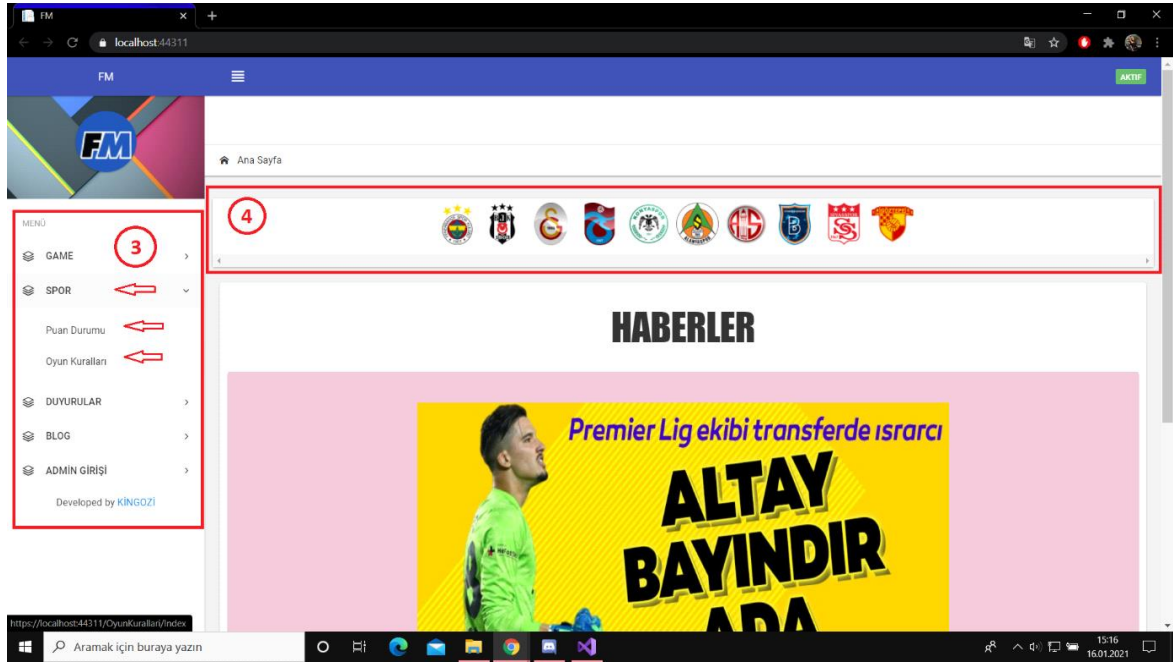 FM
localhost:44311
FM
AKTIF
FM
Ana Sayfa
MENÜ
3
4
GAME
SPOR
Puan Durumu
Oyun Kuralları
DUYURULAR
BLOG
ADMİN GİRİŞİ
Developed by KİNGOZİ
HABERLER
Premier Lig ekibi transferde ısrarcı
ALTAY
BAYINDIR
ADA
https://localhost:44311/OyunKurallari/Index
Aramak için buraya yazın
15:16
16.01.2021